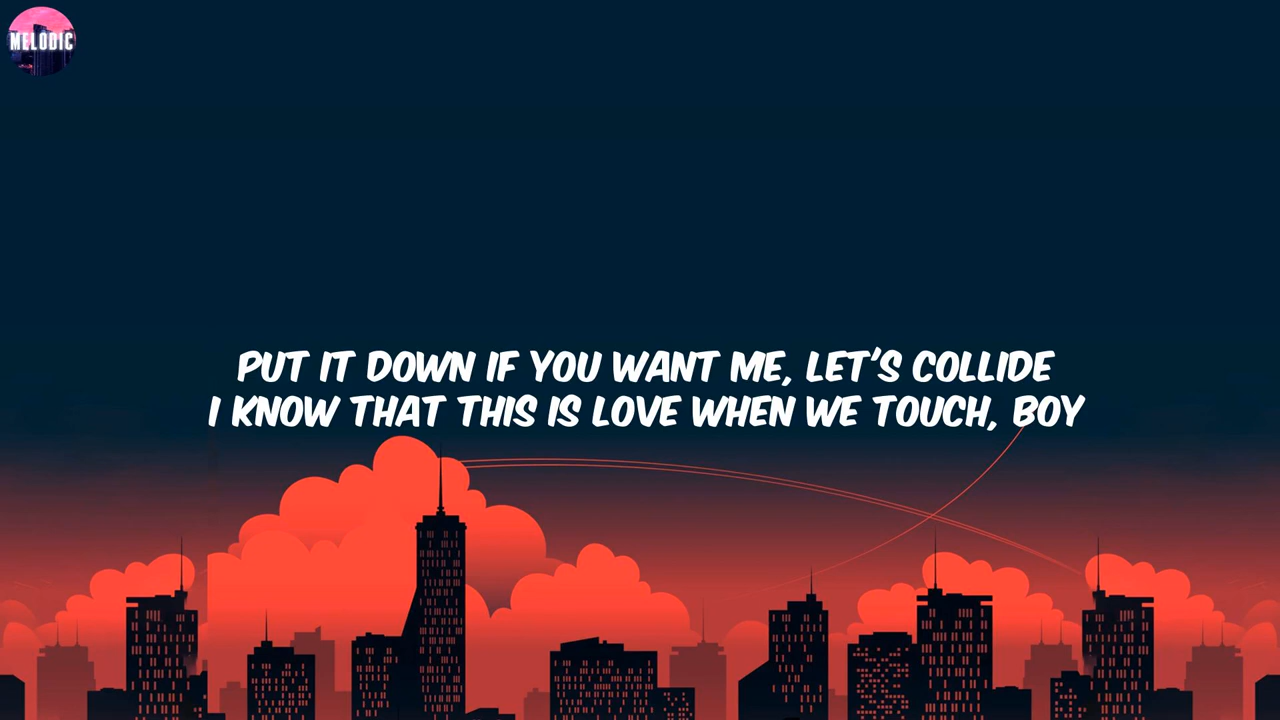 MELODIC
PUT IT DOWN IF YOU WANT ME, LET'S COLLIDE
I KNOW THAT THIS IS LOVE WHEN WE TOUCH, BOY